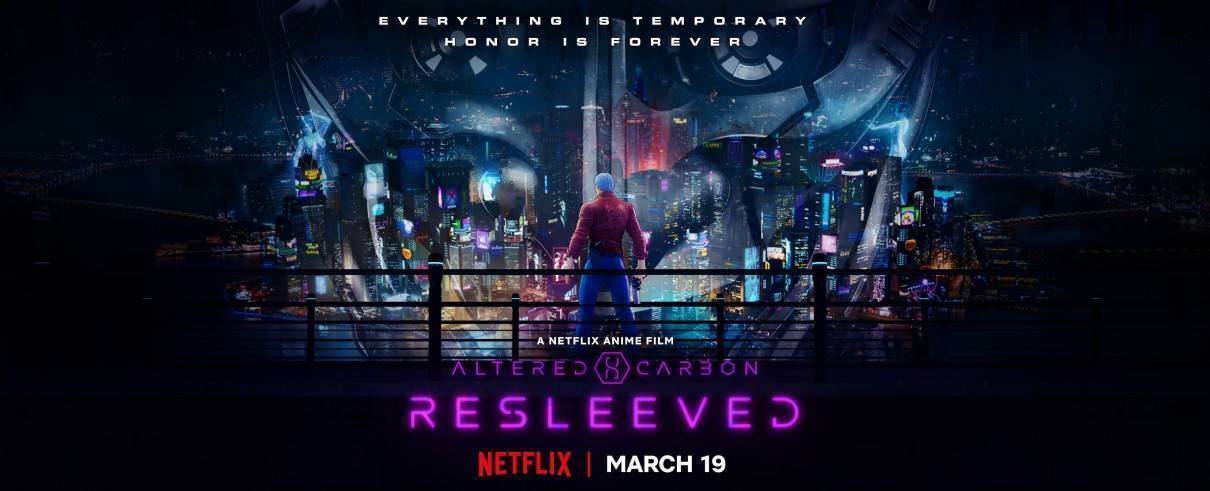 EVERYTHING IS TEMPORARY
HONOR IS FOREVER
A NETFLIX ANIME FILM
ALTERED CARBON
RESLEEVED
NETFLIX | MARCH 19